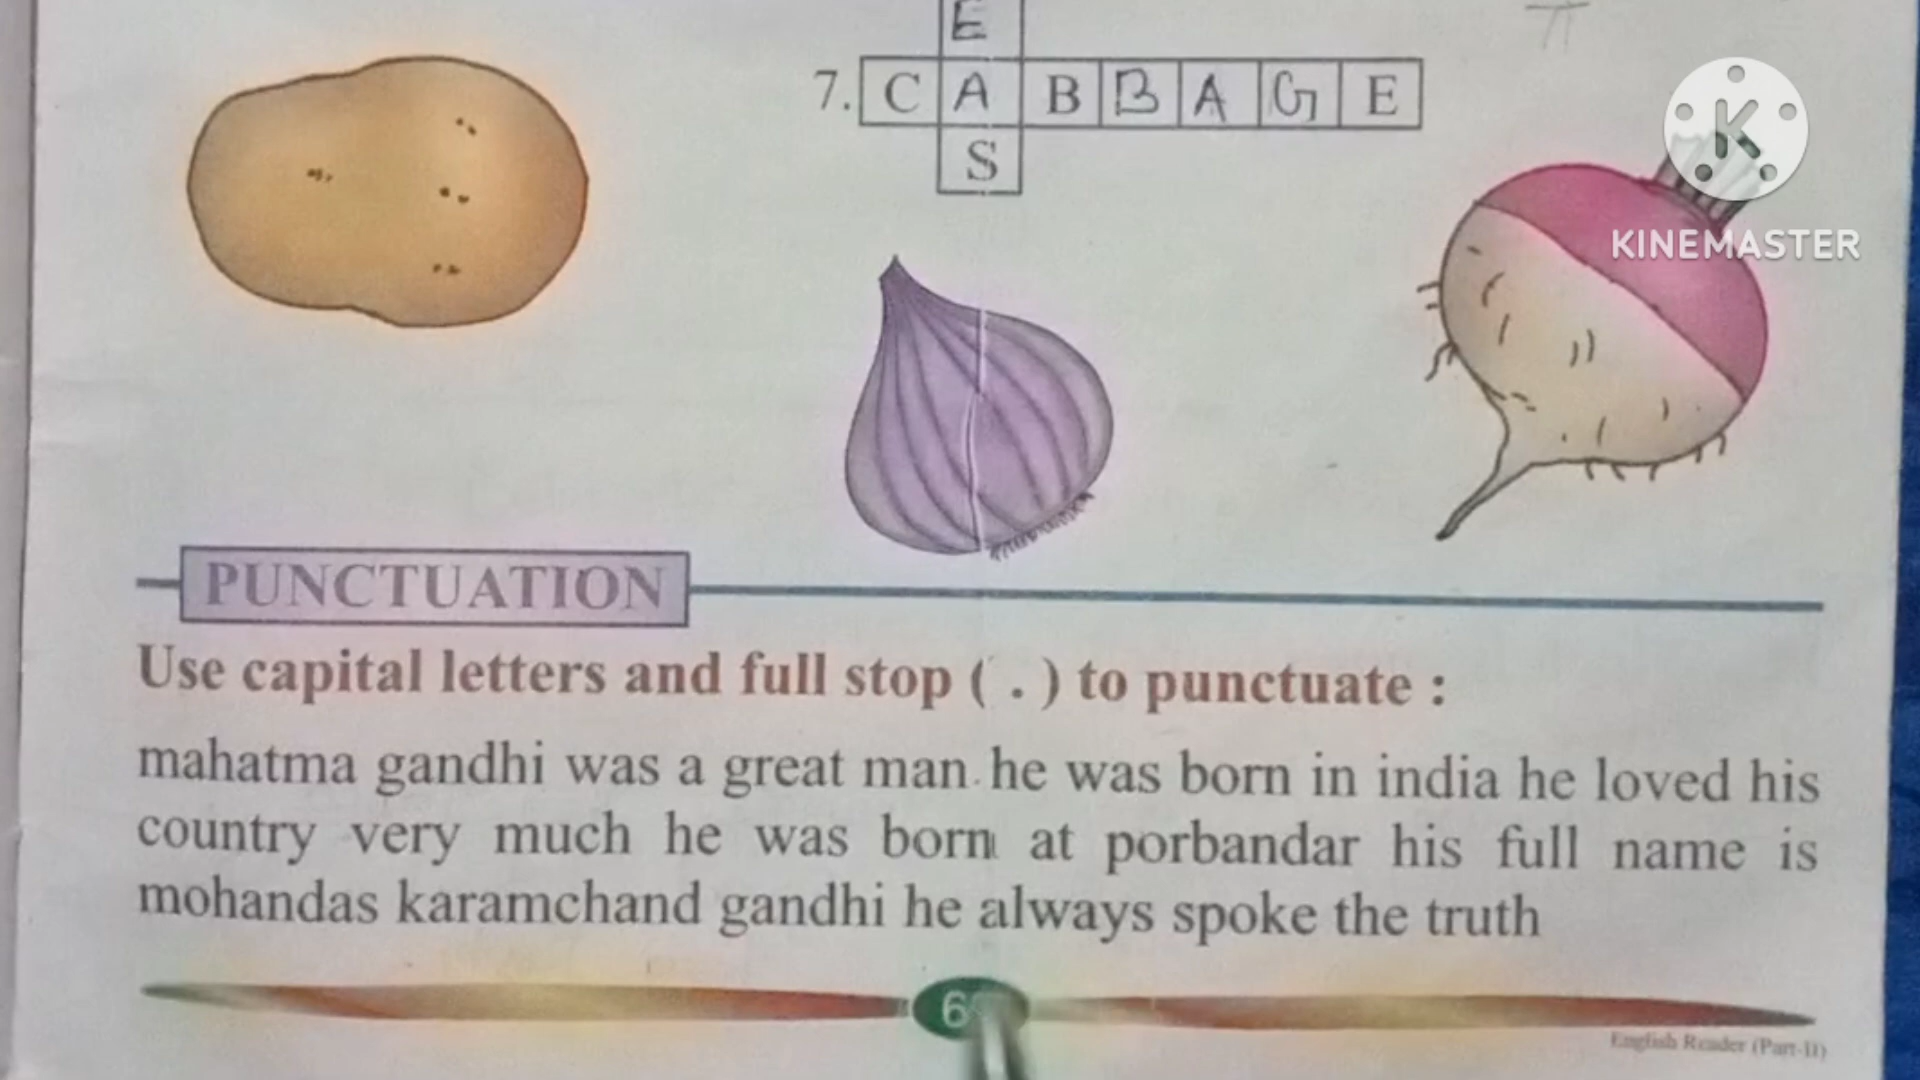 E
7. C A B B A G E
S
K
KINEMASTER
PUNCTUATION
Use capital letters and full stop ( . ) to punctuate :
mahatma gandhi was a great man he was born in india he loved his
country very much he was born at porbandar his full name is
mohandas karamchand gandhi he always spoke the truth
English Reader (Part-II)